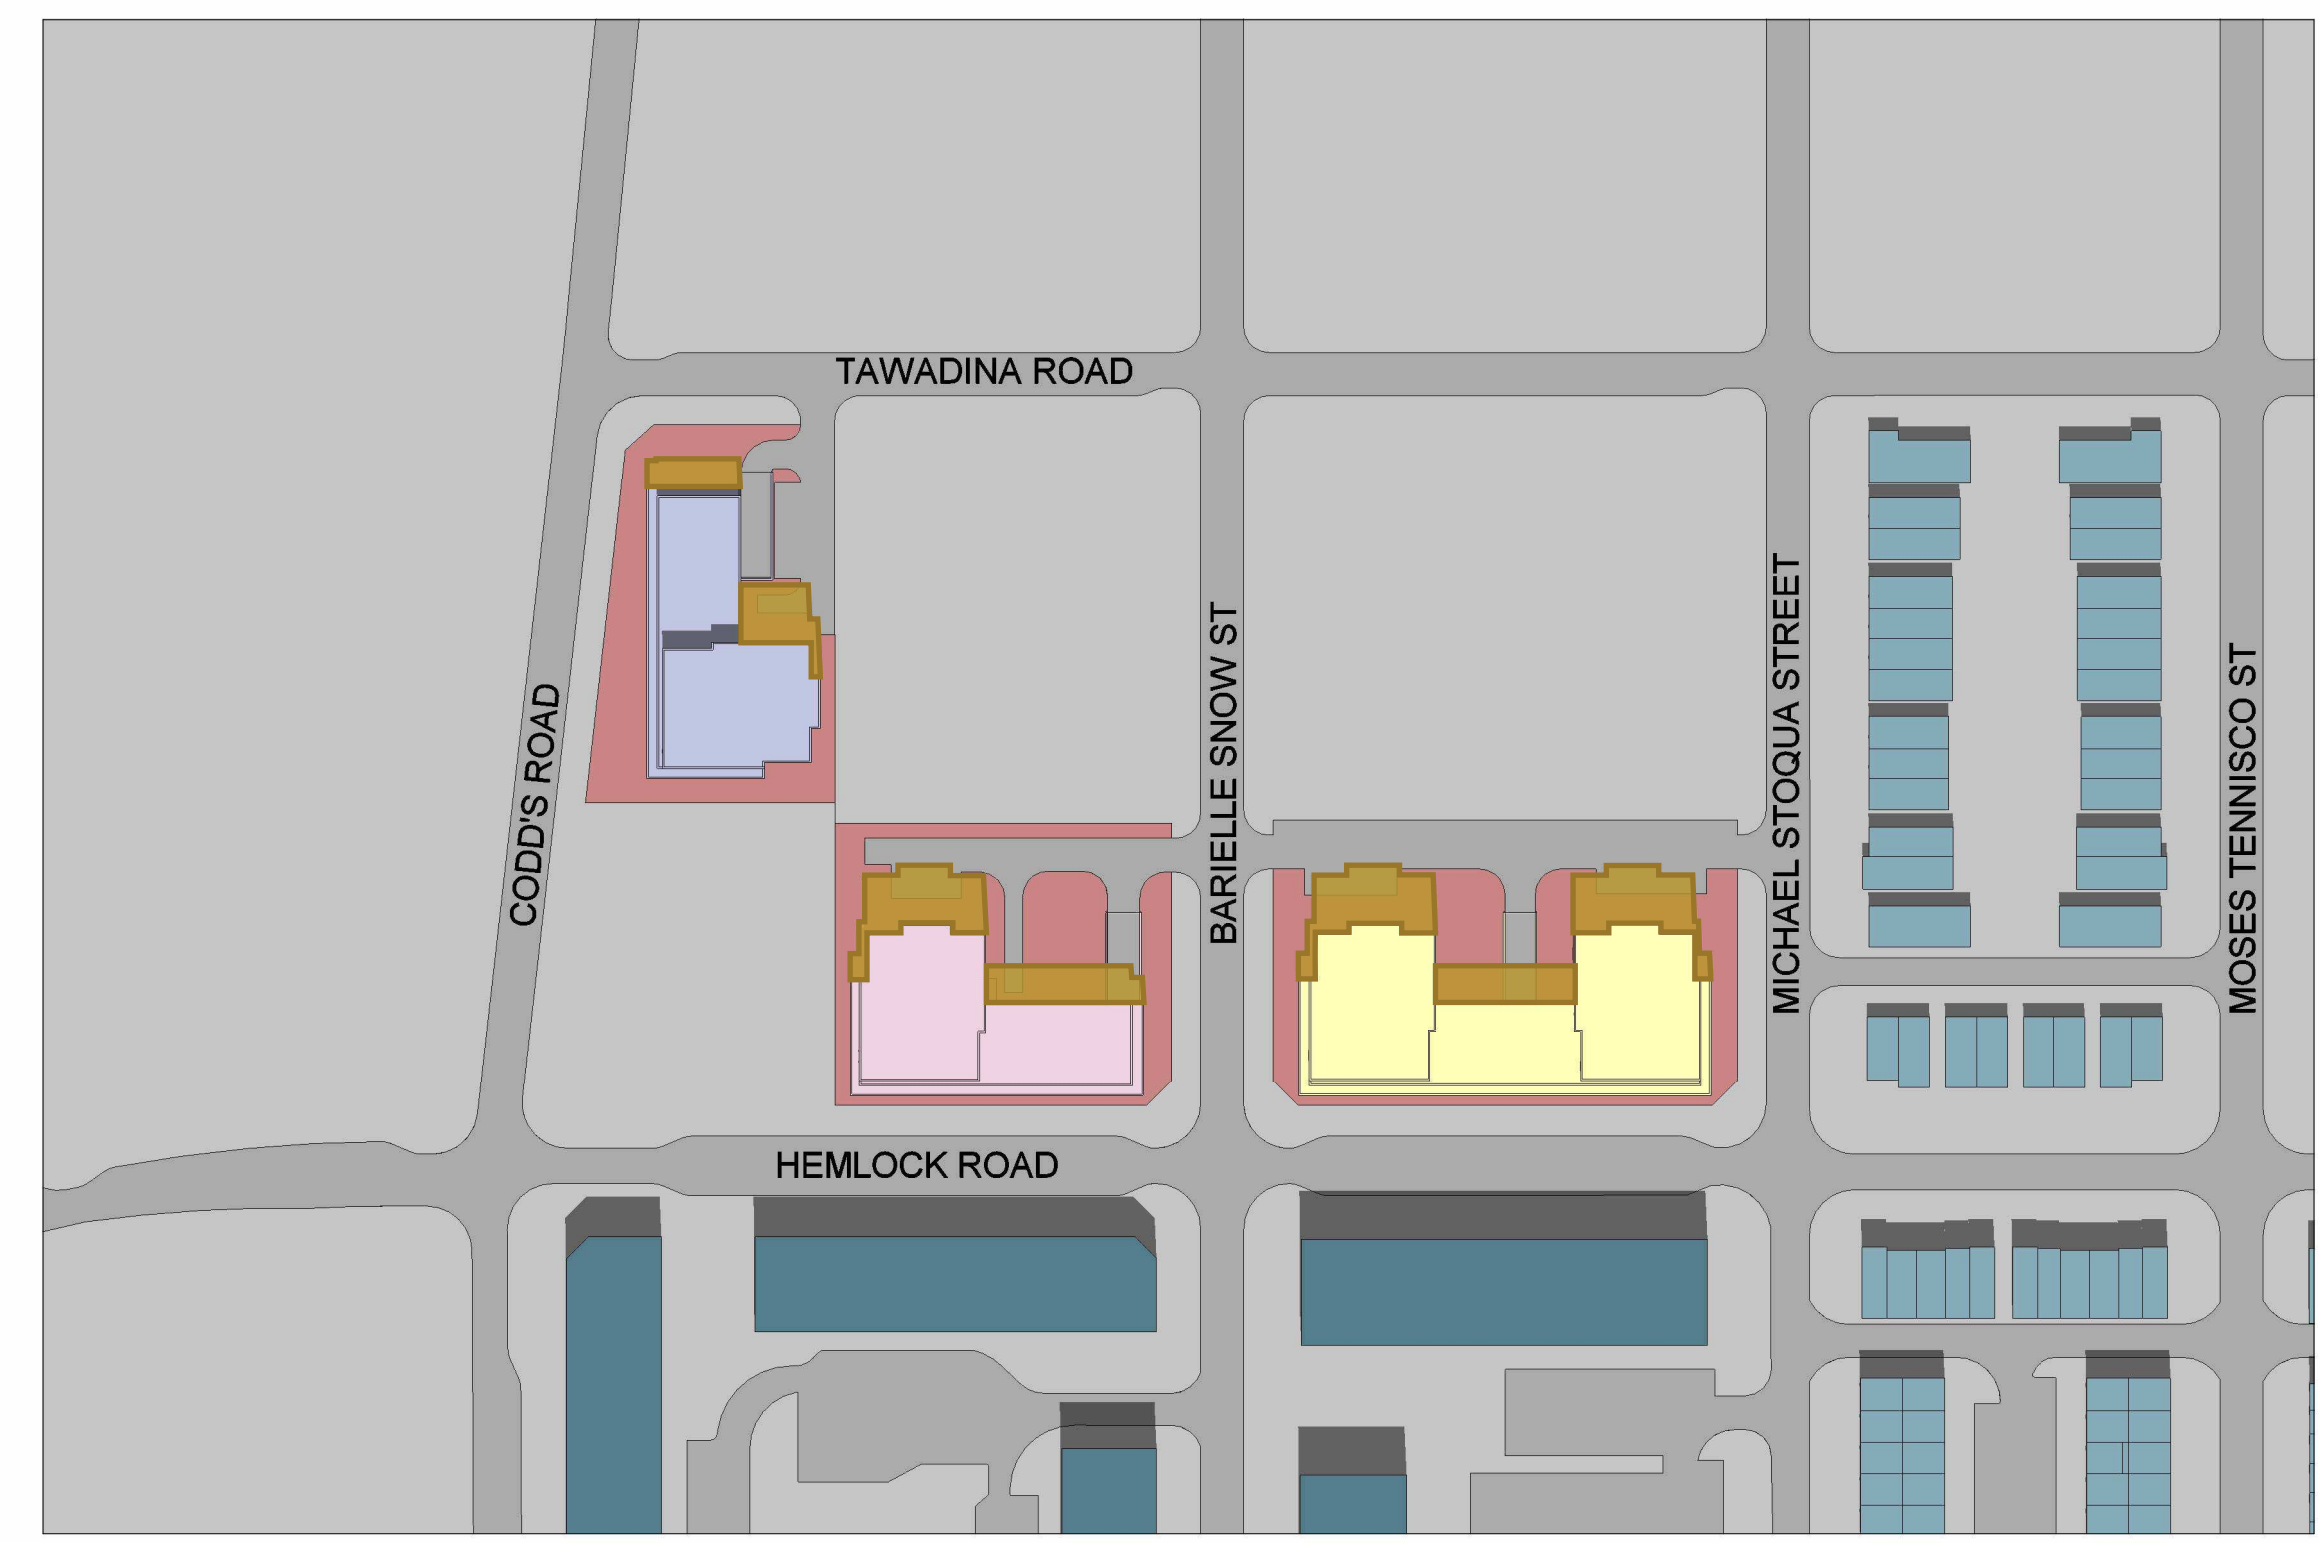 TAWADINA ROAD
CODD'S ROAD
BARIELLE SNOW ST
MICHAEL STOQUA STREET
MOSES TENNISCO ST
HEMLOCK ROAD